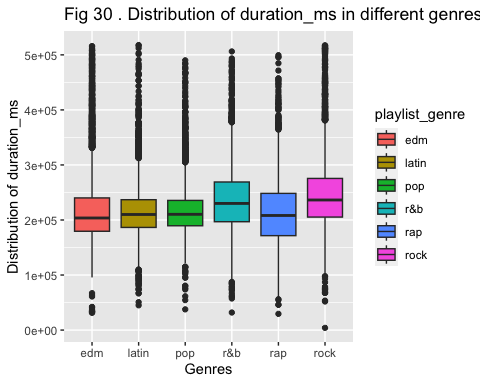 Fig 30 . Distribution of duration_ms in different genres
Distribution of duration_ms
5e+05
4e+05
3e+05
2e+05
1e+05
0e+00
edm latin pop r&b rap rock
Genres
playlist_genre
edm
latin
pop
r&b
rap
rock